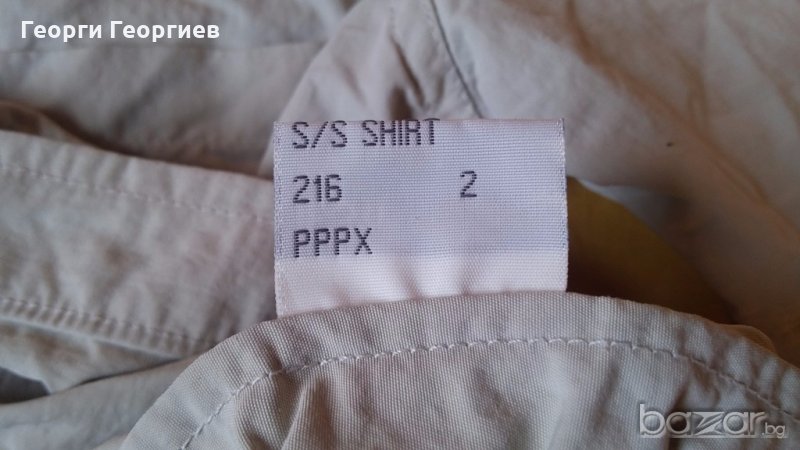 Георги Георгиев
S/S SHIRT
216 2
PPPX
bazar.bg